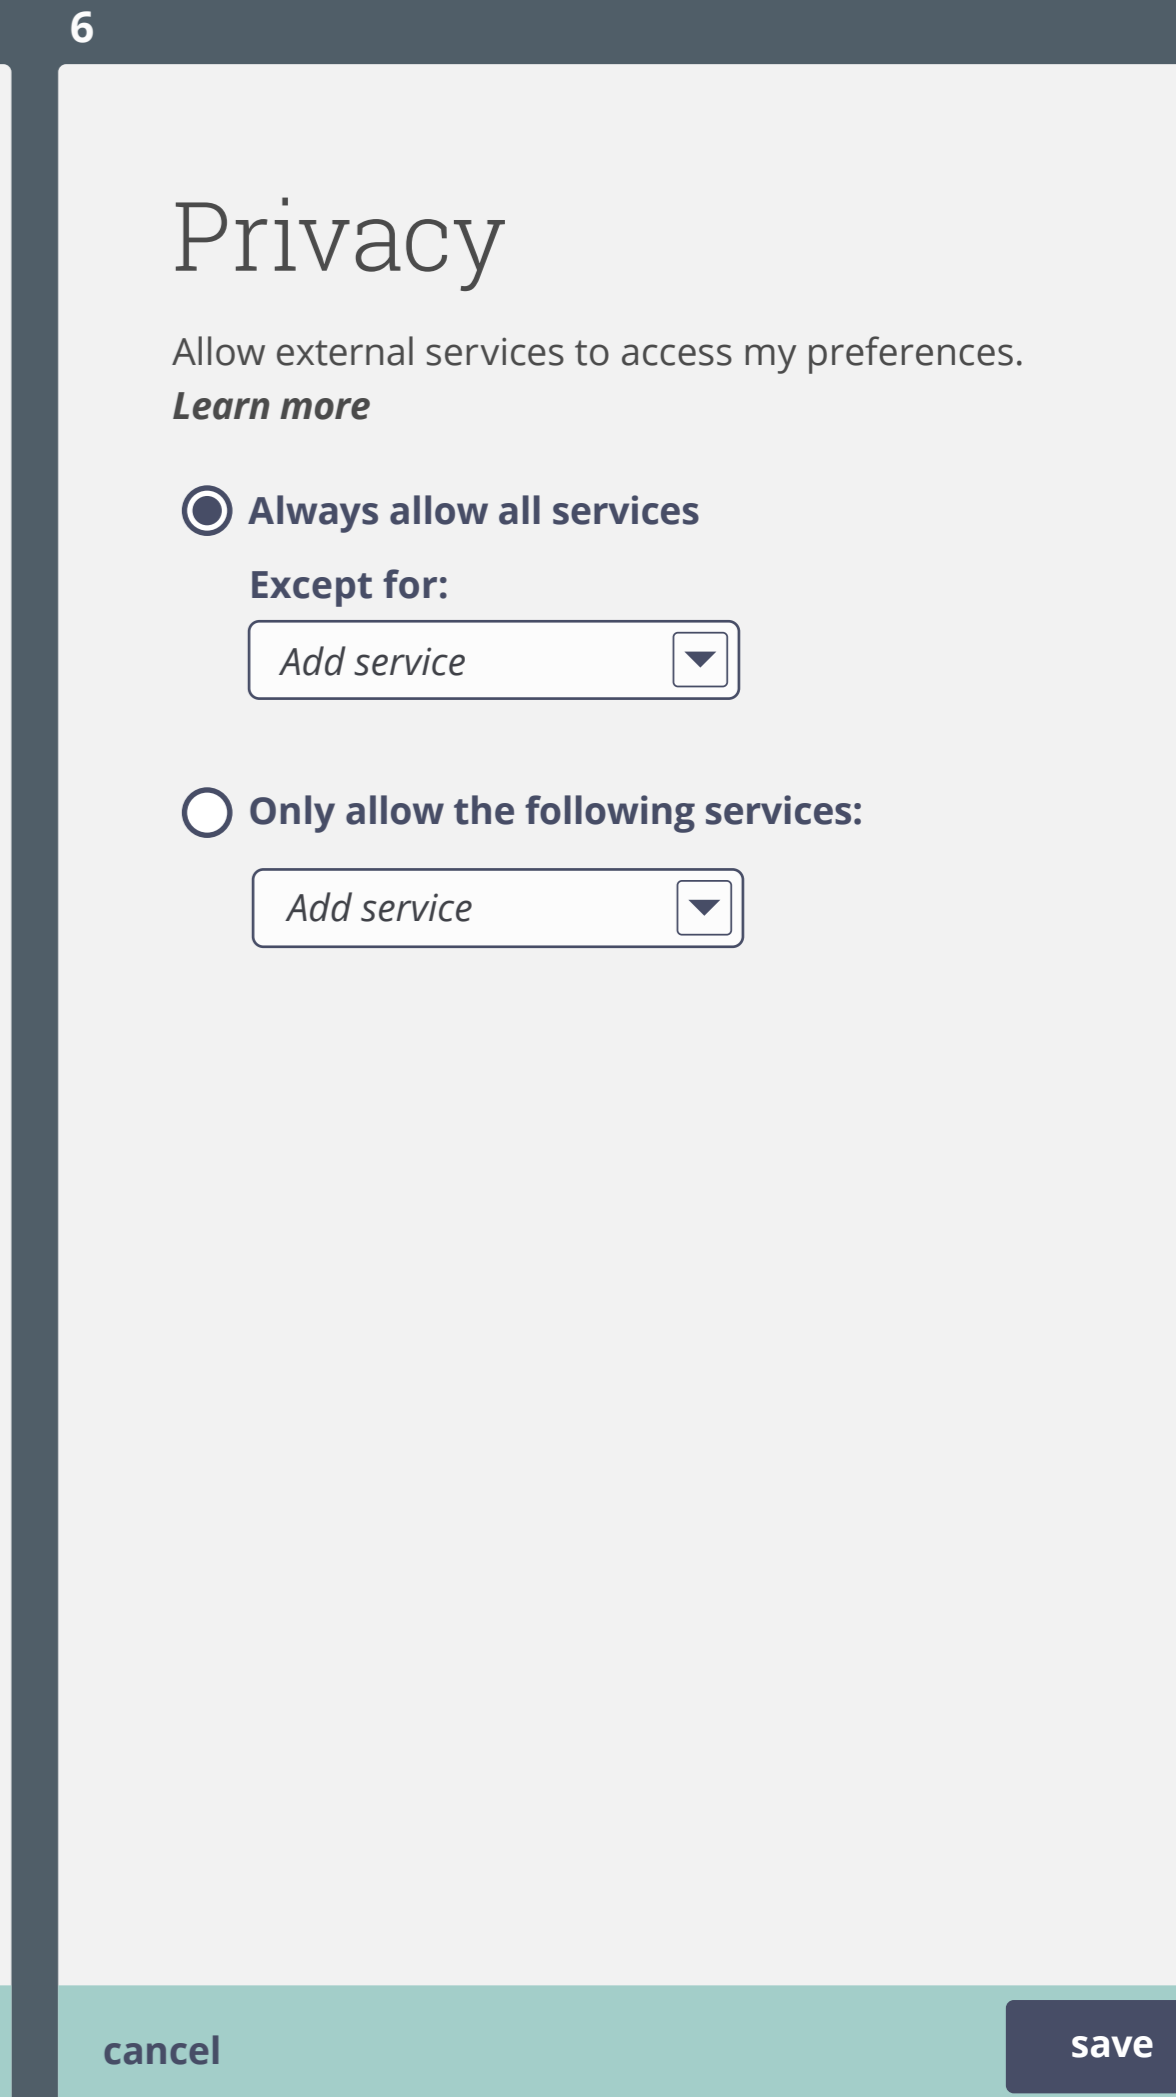 6
Privacy
Allow external services to access my preferences.
Learn more
Always allow all services
Except for:
Add service
Only allow the following services:
Add service
cancel
save